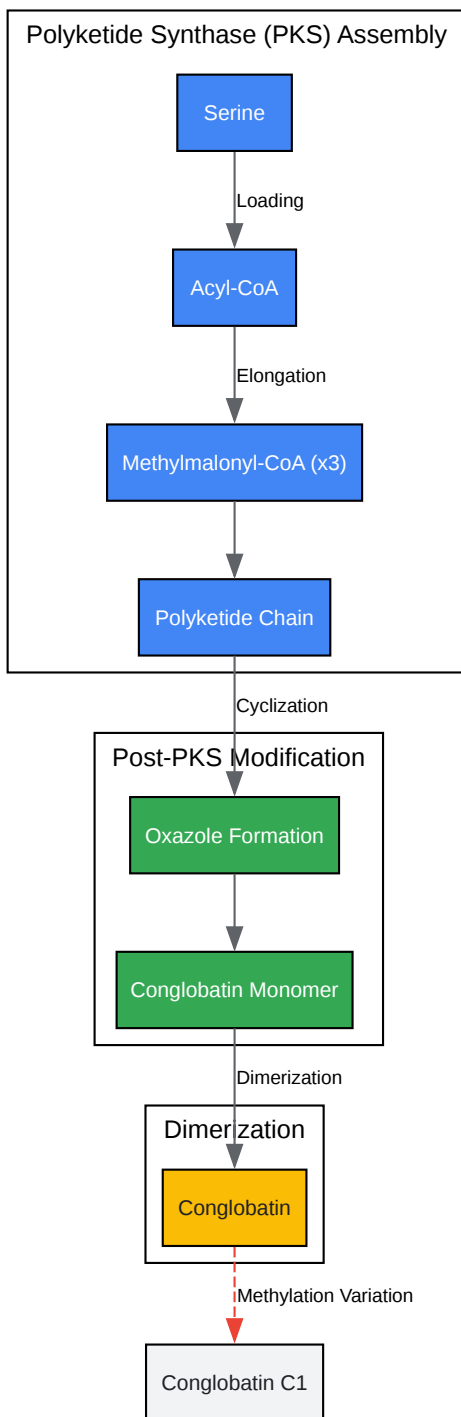 Polyketide Synthase (PKS) Assembly
Serine
Loading
Acyl-CoA
Elongation
Methylmalonyl-CoA (x3)
Polyketide Chain
Cyclization
Post-PKS Modification
Oxazole Formation
Conglobatin Monomer
Dimerization
Dimerization
Conglobatin
Methylation Variation
Conglobatin C1